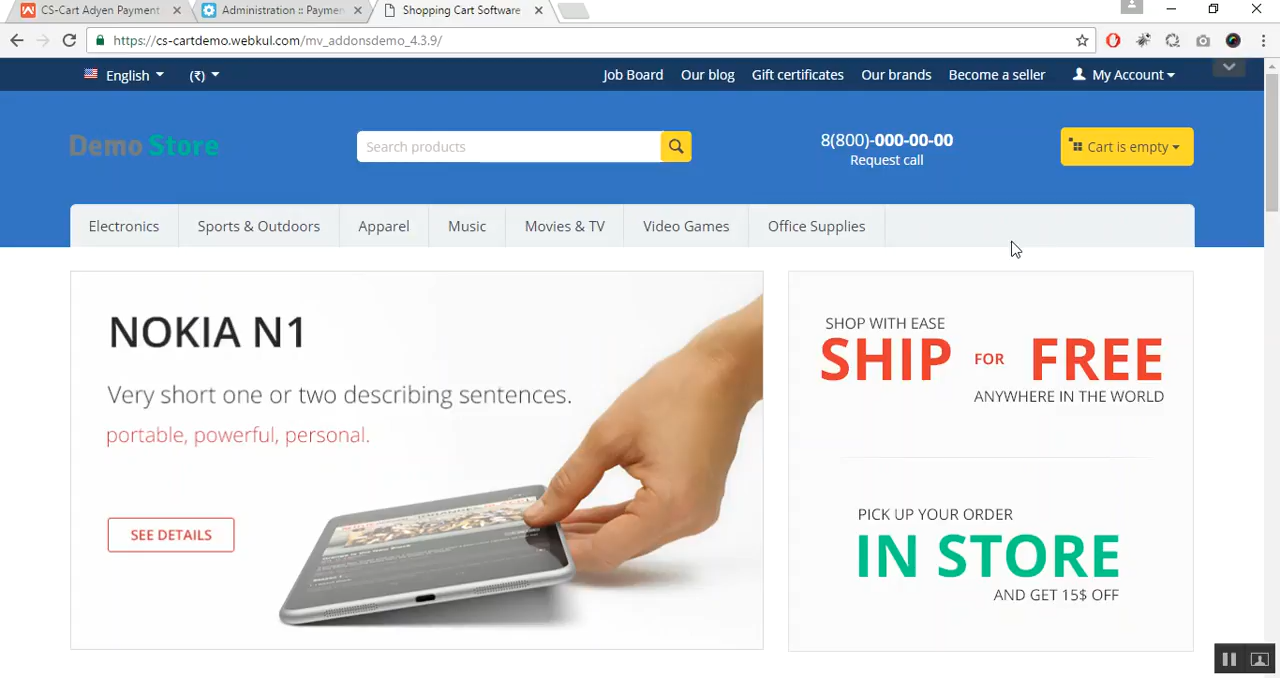 CS-Cart Adyen Payment
Administration :: Paymen
Shopping Cart Software
https://cs-cartdemo.webkul.com/mv_addonsdemo_4.3.9/
English
(₹)
Job Board
Our blog
Gift certificates
Our brands
Become a seller
My Account
Demo Store
Search products
8(800)-000-00-00
Request call
Cart is empty
Electronics
Sports & Outdoors
Apparel
Music
Movies & TV
Video Games
Office Supplies
NOKIA N1
Very short one or two describing sentences.
portable, powerful, personal.
SEE DETAILS
SHOP WITH EASE
SHIP FOR FREE
ANYWHERE IN THE WORLD
PICK UP YOUR ORDER
IN STORE
AND GET 15$ OFF